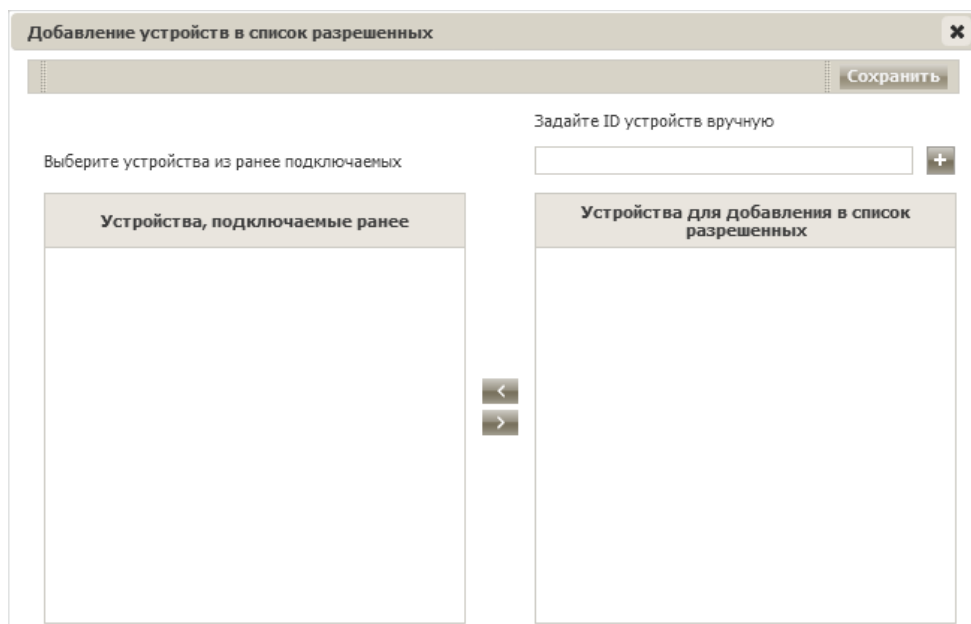 Добавление устройств в список разрешенных
Сохранить
Задайте ID устройств вручную
Выберите устройства из ранее подключаемых
Устройства, подключаемые ранее
Устройства для добавления в список
разрешенных